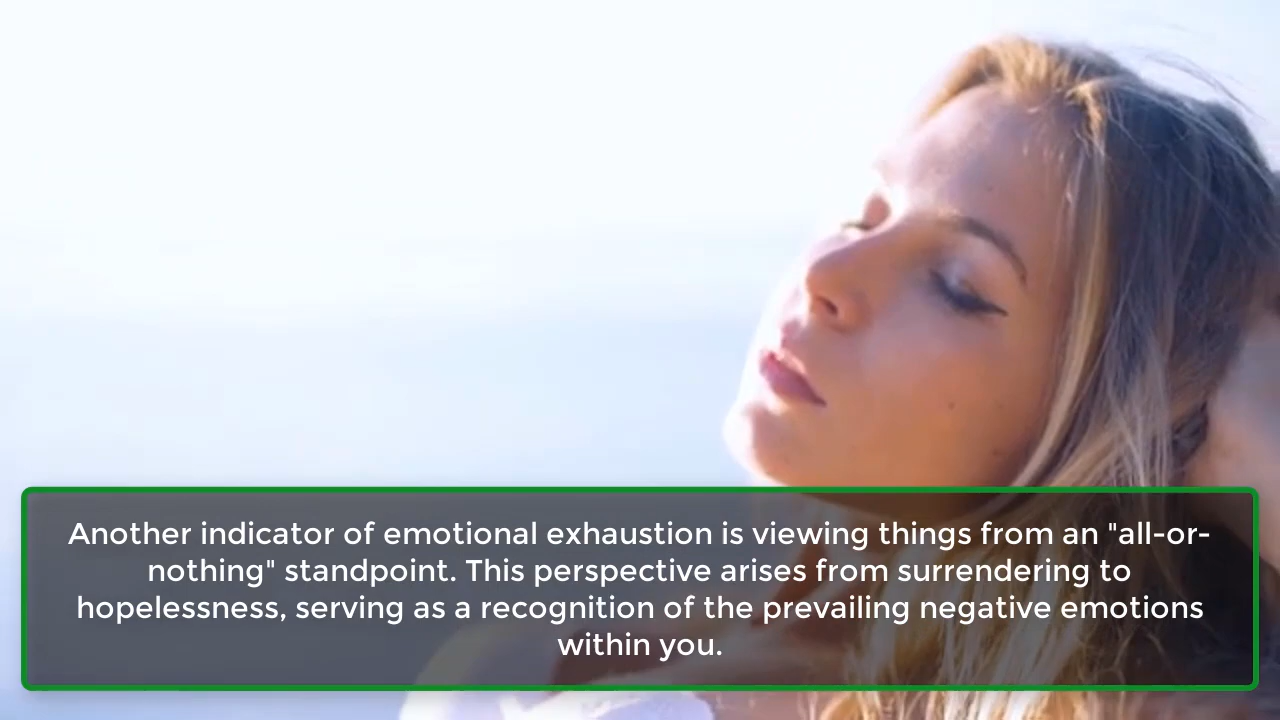 Another indicator of emotional exhaustion is viewing things from an "all-or-
nothing" standpoint. This perspective arises from surrendering to
hopelessness, serving as a recognition of the prevailing negative emotions
within you.